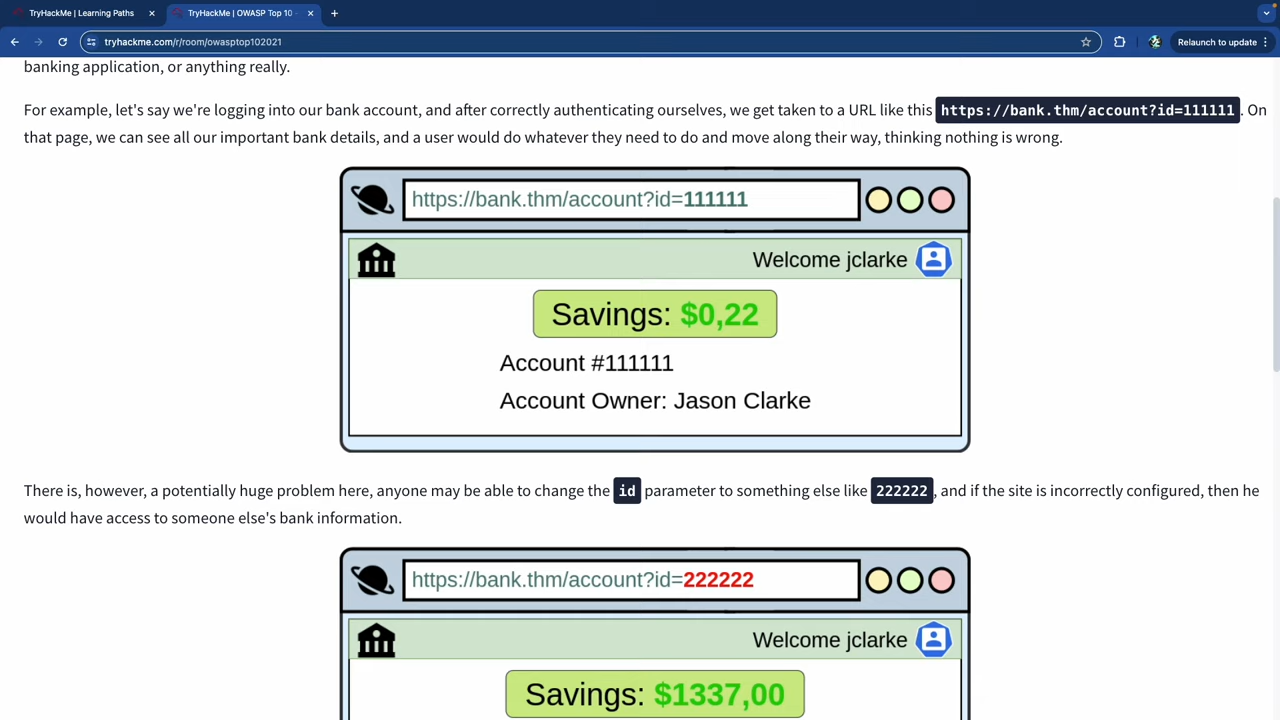 TryHackMe | Learning Paths
TryHackMe | OWASP Top 10 -
tryhackme.com/r/room/owasptop102021
Relaunch to update
banking application, or anything really.
For example, let's say we're logging into our bank account, and after correctly authenticating ourselves, we get taken to a URL like this https://bank.thm/account?id=111111. On
that page, we can see all our important bank details, and a user would do whatever they need to do and move along their way, thinking nothing is wrong.
https://bank.thm/account?id=111111
Welcome jclarke
Savings: $0,22
Account #111111
Account Owner: Jason Clarke
There is, however, a potentially huge problem here, anyone may be able to change the id parameter to something else like 222222, and if the site is incorrectly configured, then he
would have access to someone else's bank information.
https://bank.thm/account?id=222222
Welcome jclarke
Savings: $1337,00